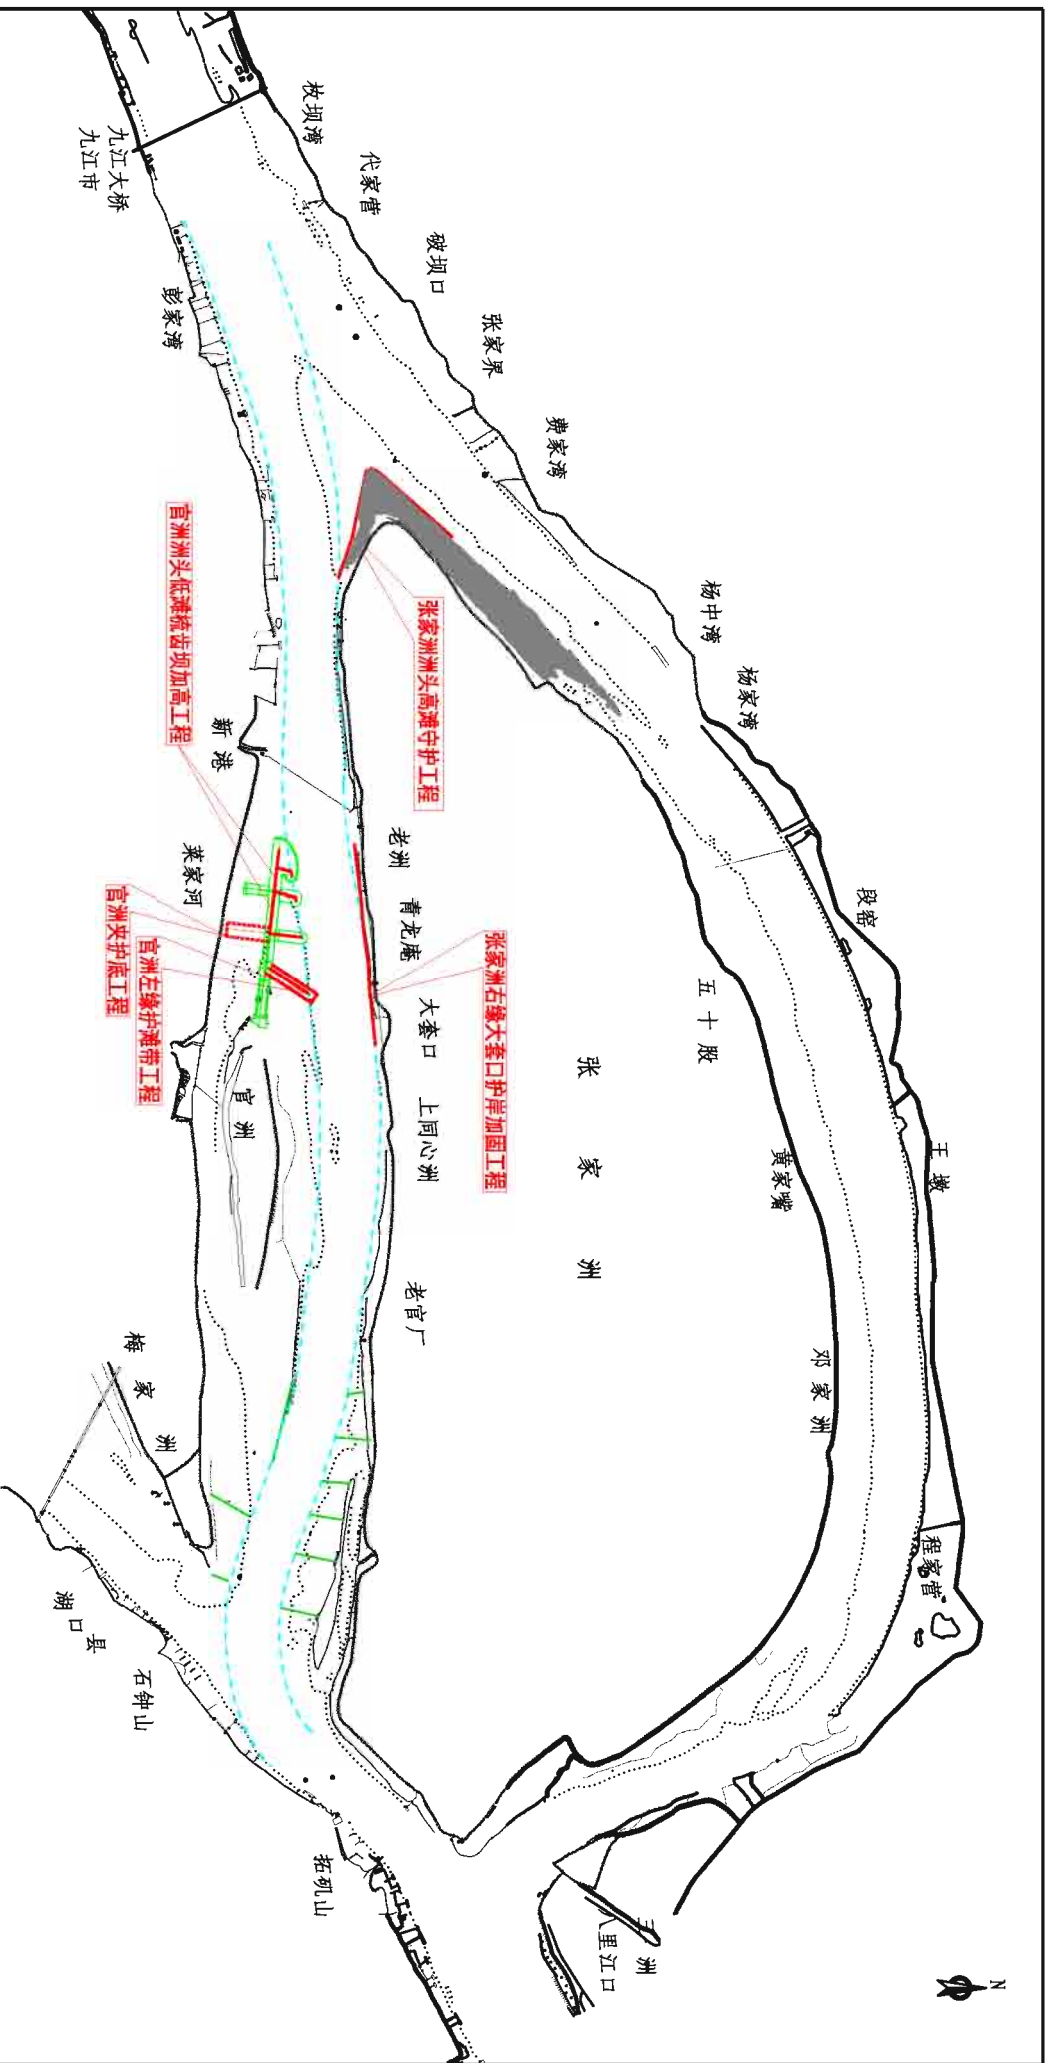 N
枚坝湾
代家营
破坝口
张家界
费家湾
杨中湾
杨家湾
段窑
王墩
程家营
九江大桥
九江市
彭家湾
张家洲洲头高滩守护工程
官洲洲头低滩梳齿坝加高工程
新港
老洲
青龙庵
大套口
上同心洲
老官厂
张家洲右缘大套口护岸加固工程
五十股
黄家嘴
邓家洲
张家洲
莱家河
官洲夹护底工程
官洲左缘护滩带工程
官洲
梅家洲
湖口县
石钟山
拓矶山
八里江口